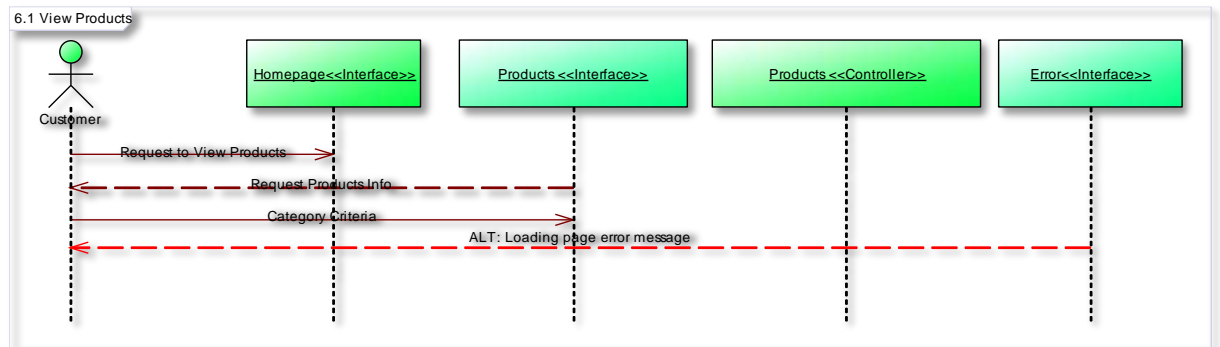 6.1 View Products
Homepage<<Interface>>
Products <<Interface>>
Products <<Controller>>
Error<<Interface>>
Customer
Request to View Products
Request Products Info
Category Criteria
ALT: Loading page error message